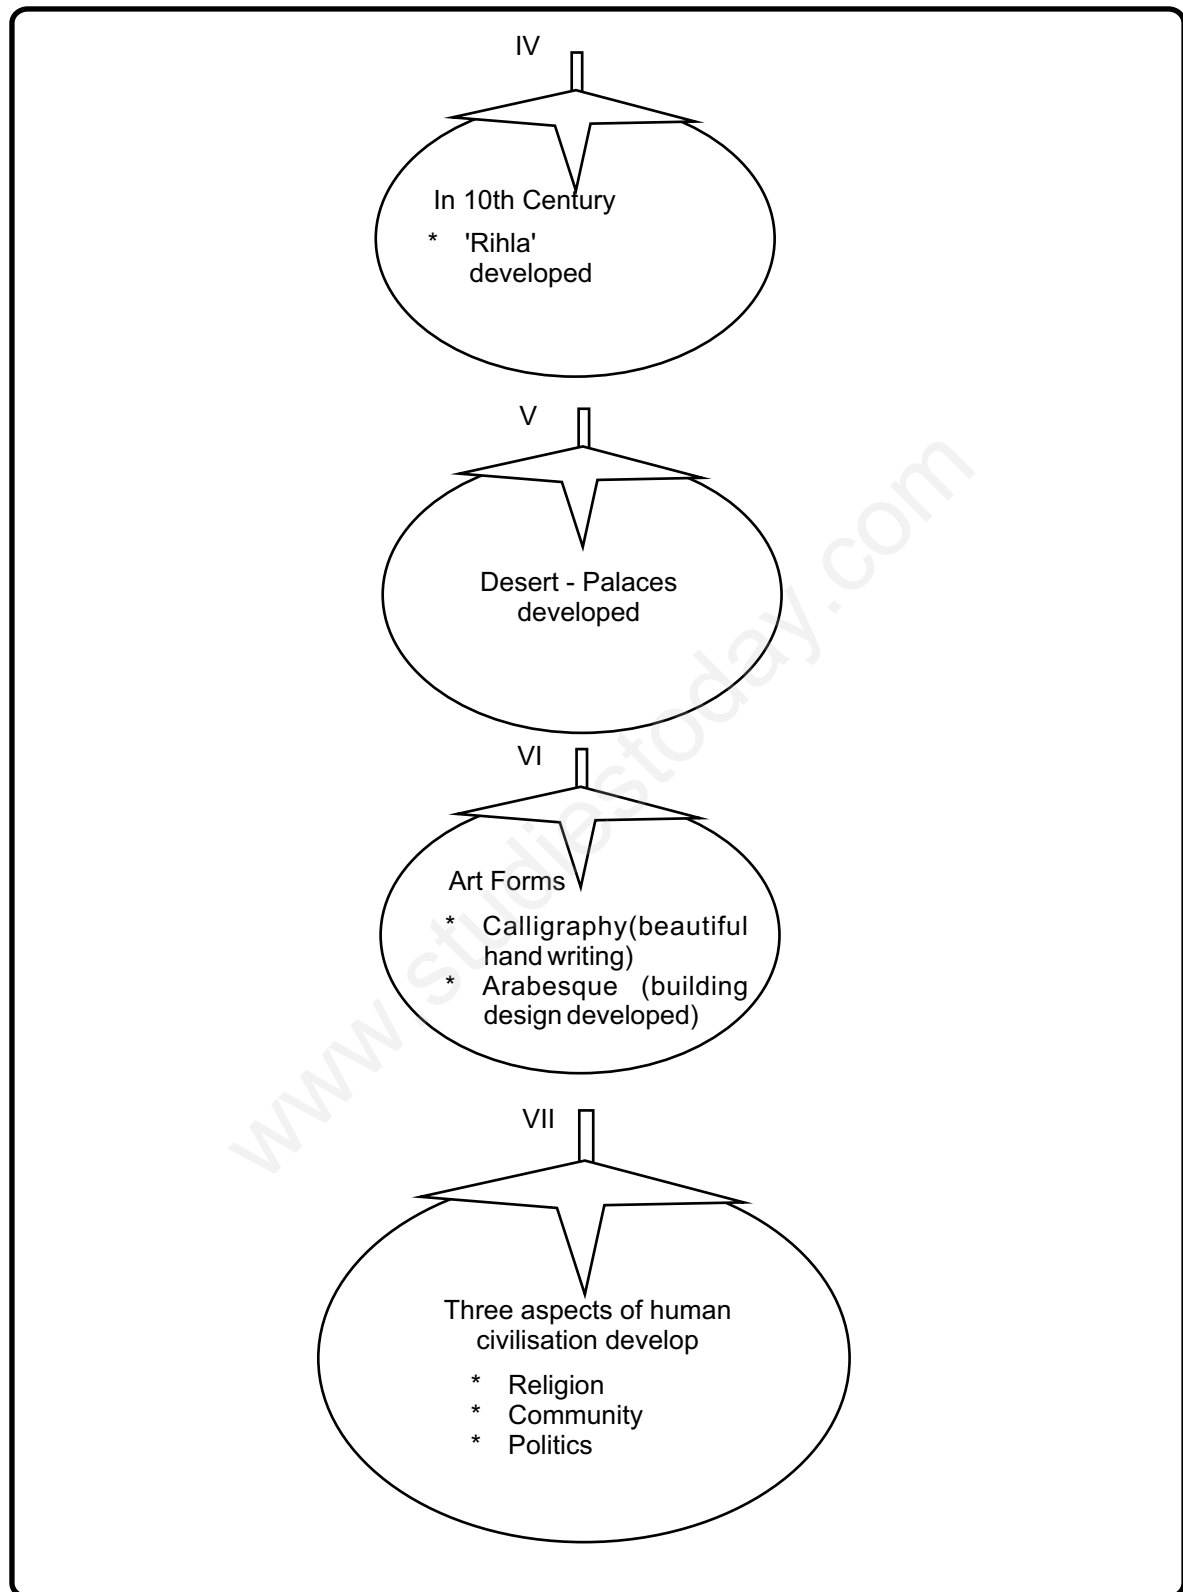 IV
In 10th Century
* 'Rihla'
developed
V
Desert - Palaces
developed
VI
Art Forms
* Calligraphy(beautiful
hand writing)
* Arabesque (building
design developed)
VII
Three aspects of human
civilisation develop
* Religion
* Community
* Politics
www.studiestoday.com